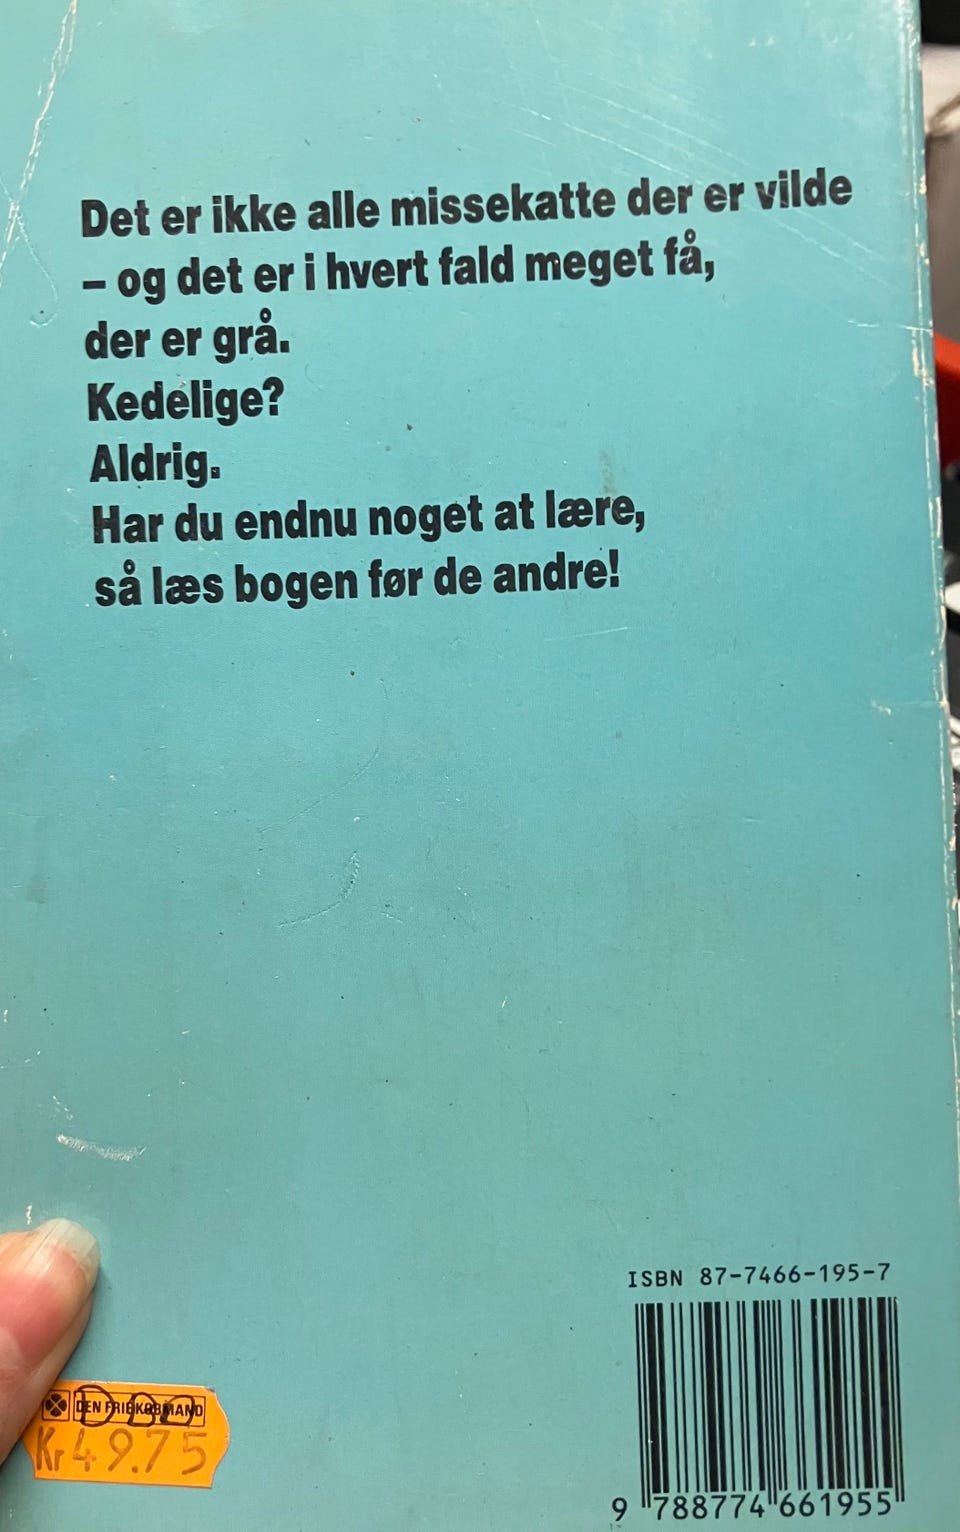 Det er ikke alle missekatte der er vilde
– og det er i hvert fald meget få,
der er grå.
Kedelige?
Aldrig.
Har du endnu noget at lære,
så læs bogen før de andre!
ISBN 87-7466-195-7
9 788774 661955
DEN FRIE KØBMAND
Kr 49.75